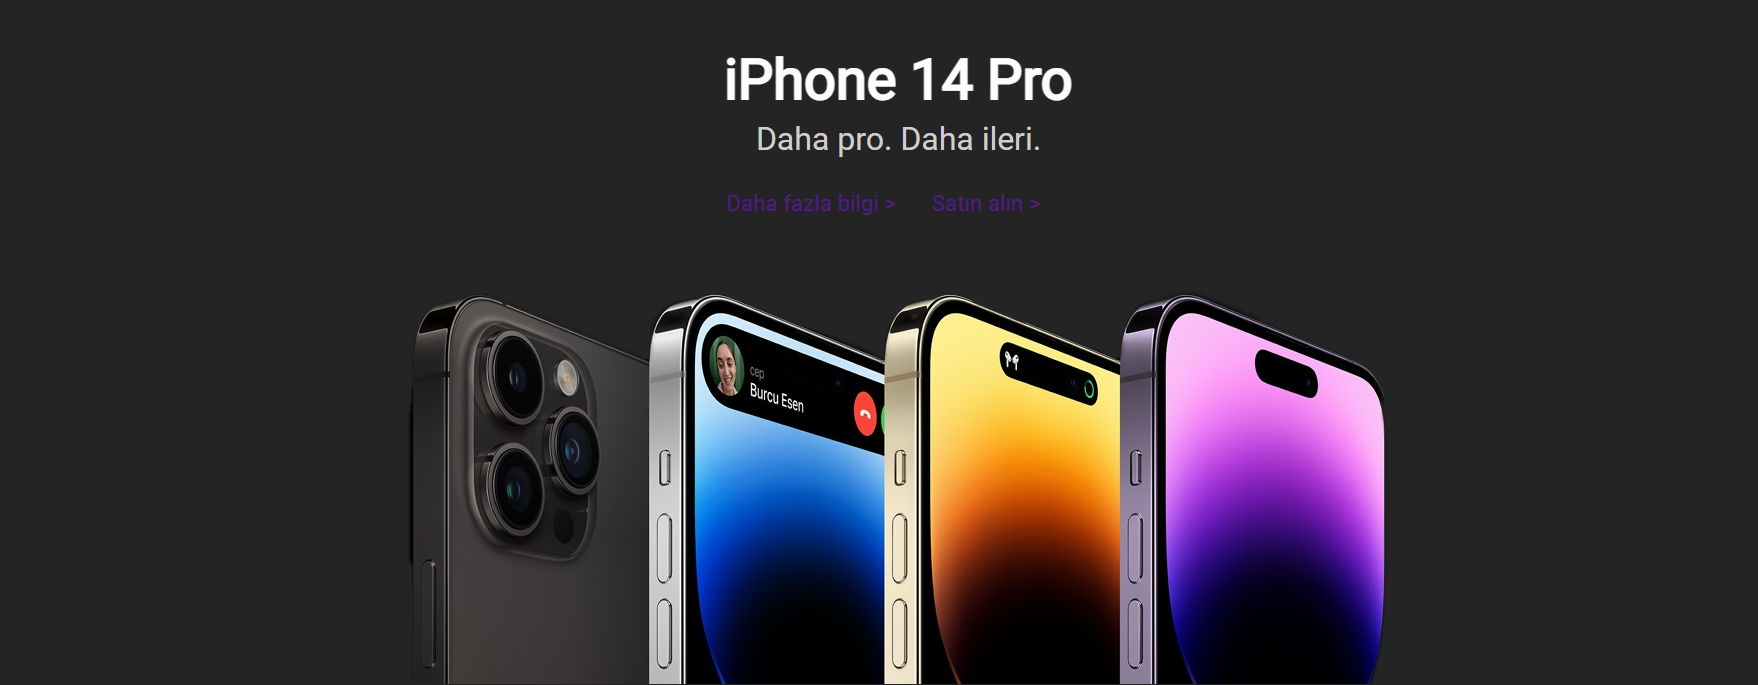 iPhone 14 Pro
Daha pro. Daha ileri.
Daha fazla bilgi > Satın alın >
cep
Burcu Esen